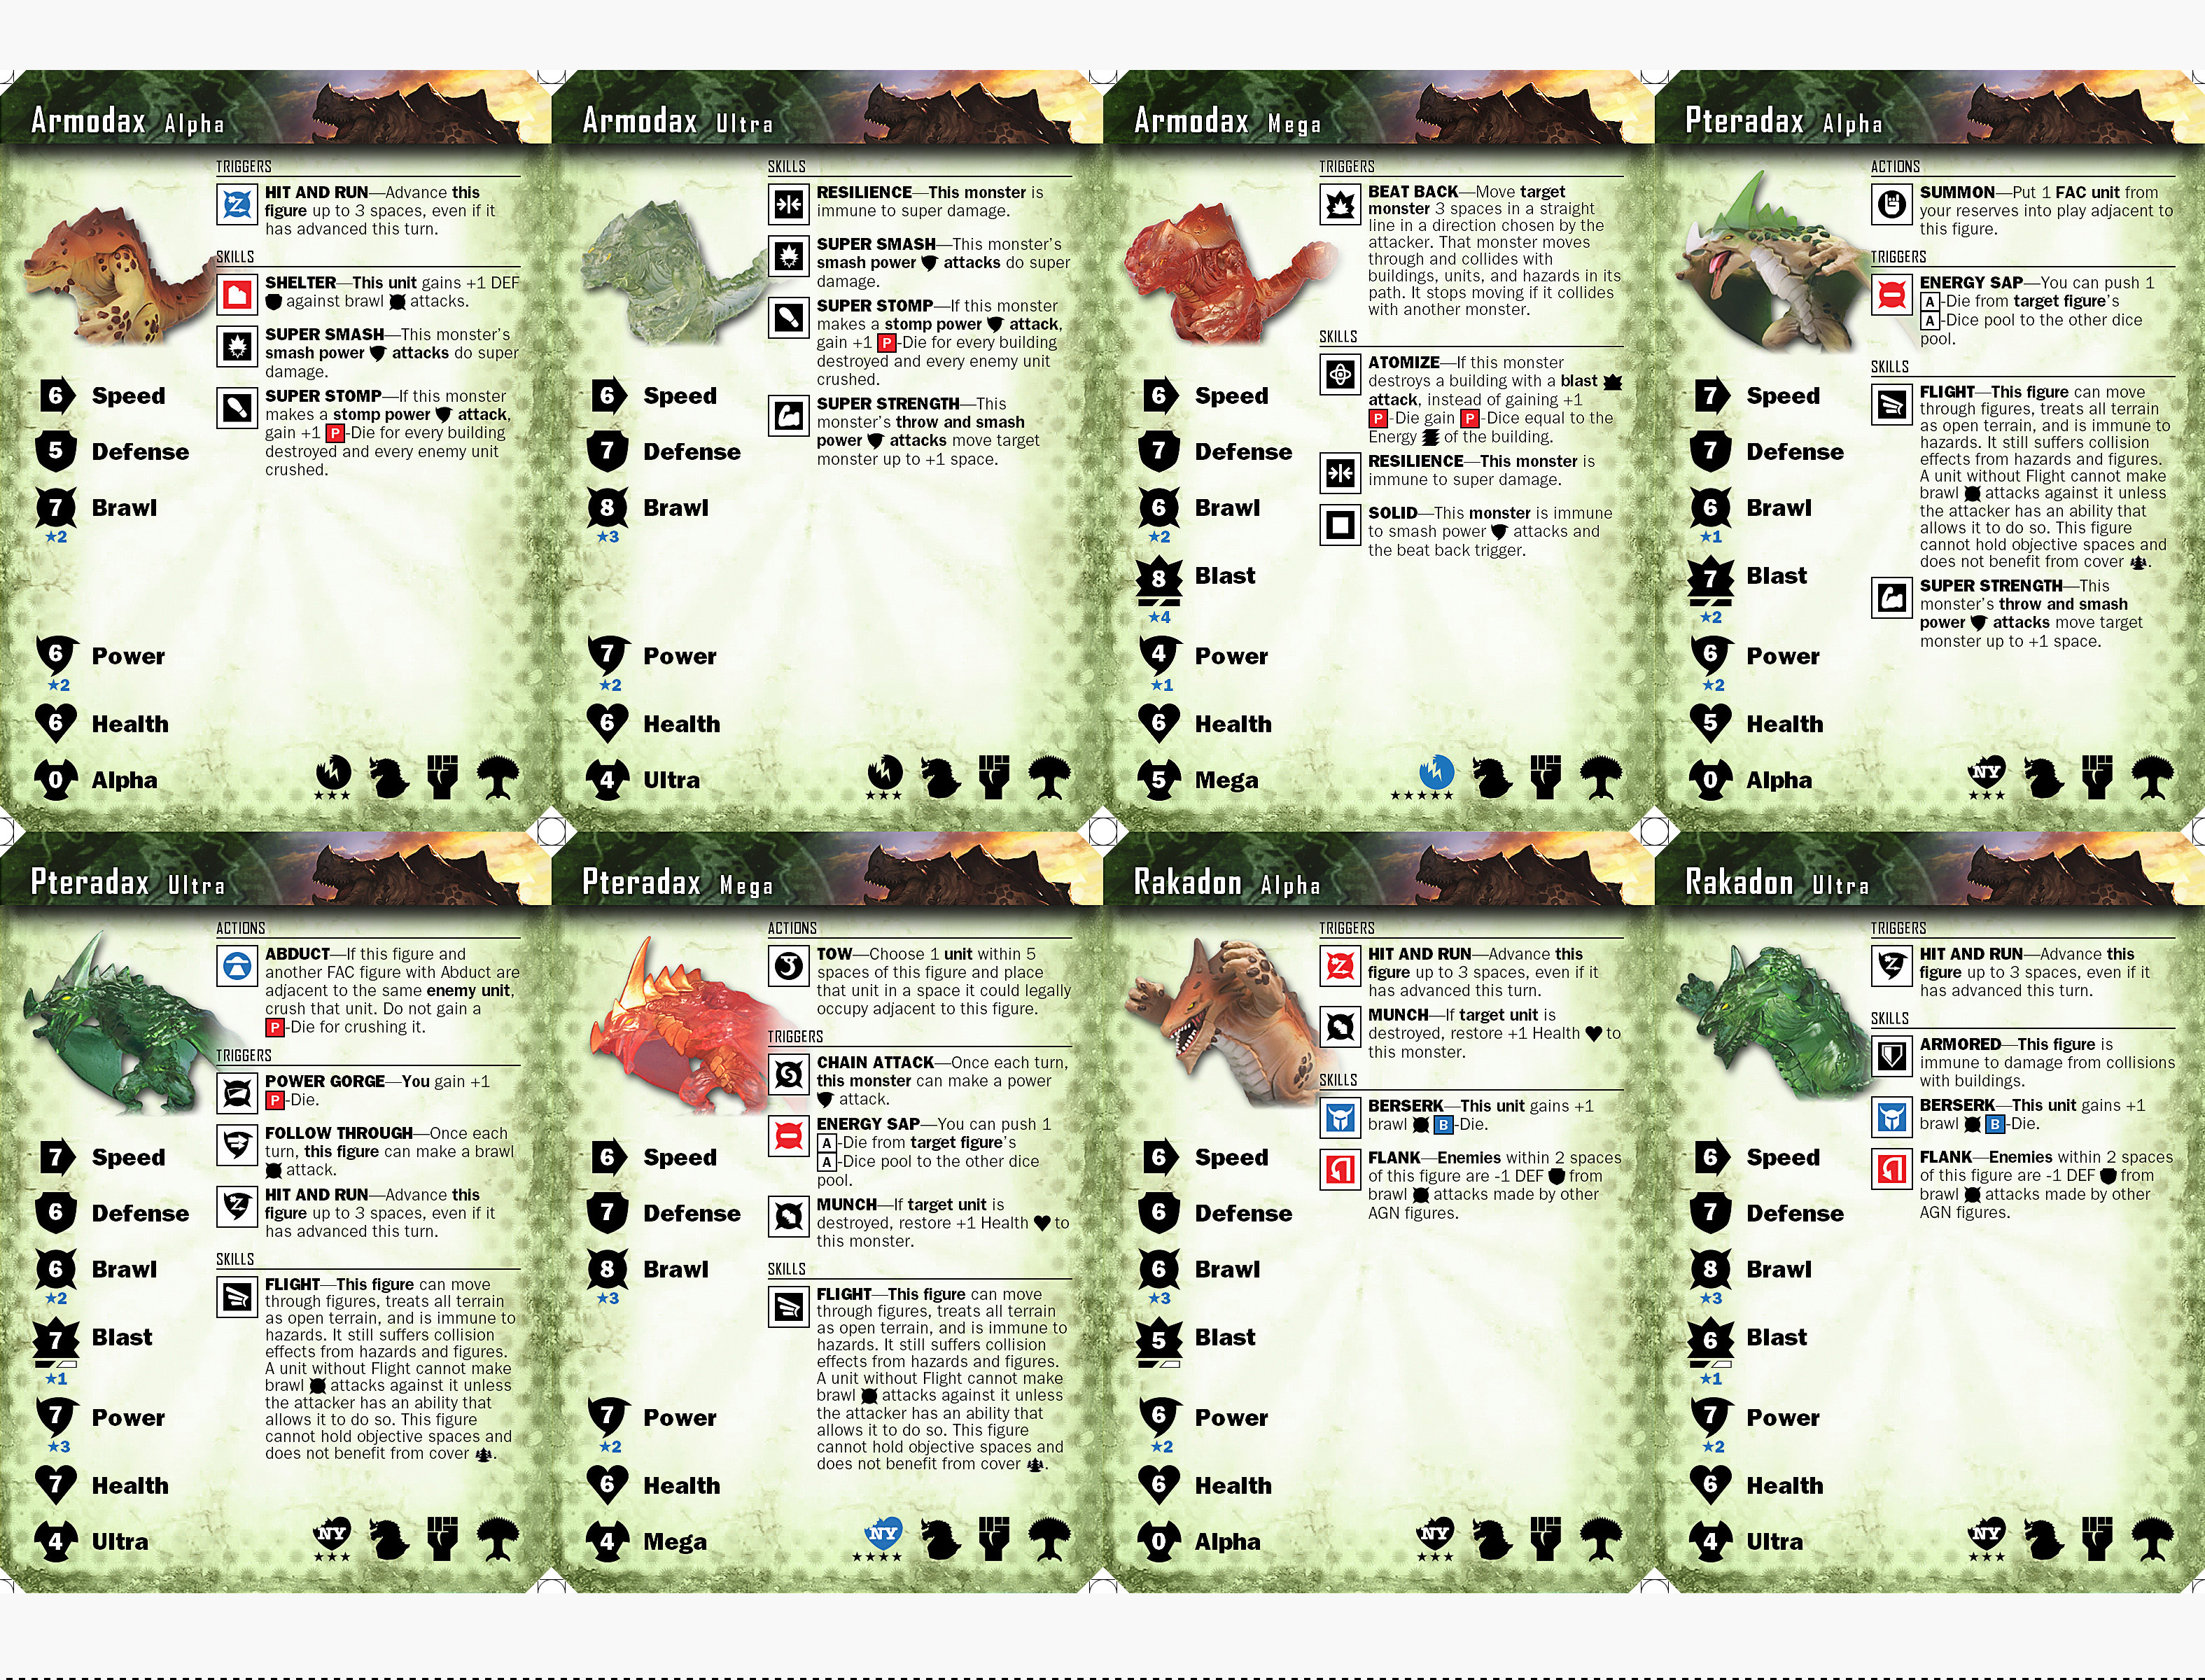 Armodax Alpha
TRIGGERS
HIT AND RUN—Advance this
figure up to 3 spaces, even if it
has advanced this turn.
SKILLS
SHELTER—This unit gains +1 DEF
against brawl attacks.
SUPER SMASH—This monster's
smash power attacks do super
damage.
SUPER STOMP—If this monster
makes a stomp power attack,
gain +1 P-Die for every building
destroyed and every enemy unit
crushed.
6 Speed
5 Defense
7 Brawl
★2
6 Power
★2
6 Health
0 Alpha
★★★
Armodax Ultra
SKILLS
RESILIENCE—This monster is
immune to super damage.
SUPER SMASH—This monster's
smash power attacks do super
damage.
SUPER STOMP—If this monster
makes a stomp power attack,
gain +1 P-Die for every building
destroyed and every enemy unit
crushed.
SUPER STRENGTH—This
monster's throw and smash
power attacks move target
monster up to +1 space.
6 Speed
7 Defense
8 Brawl
★3
7 Power
★2
6 Health
4 Ultra
★★★
Armodax Mega
TRIGGERS
BEAT BACK—Move target
monster 3 spaces in a straight
line in a direction chosen by the
attacker. That monster moves
through and collides with
buildings, units, and hazards in its
path. It stops moving if it collides
with another monster.
SKILLS
ATOMIZE—If this monster
destroys a building with a blast
attack, instead of gaining +1
P-Die gain P-Dice equal to the
Energy of the building.
RESILIENCE—This monster is
immune to super damage.
SOLID—This monster is immune
to smash power attacks and
the beat back trigger.
6 Speed
7 Defense
6 Brawl
★2
8 Blast
★4
4 Power
★1
6 Health
5 Mega
★★★★★
Pteradax Alpha
ACTIONS
SUMMON—Put 1 FAC unit from
your reserves into play adjacent to
this figure.
TRIGGERS
ENERGY SAP—You can push 1
A-Die from target figure's
A-Dice pool to the other dice
pool.
SKILLS
FLIGHT—This figure can move
through figures, treats all terrain
as open terrain, and is immune to
hazards. It still suffers collision
effects from hazards and figures.
A unit without Flight cannot make
brawl attacks against it unless
the attacker has an ability that
allows it to do so. This figure
cannot hold objective spaces and
does not benefit from cover .
SUPER STRENGTH—This
monster's throw and smash
power attacks move target
monster up to +1 space.
7 Speed
7 Defense
6 Brawl
★1
7 Blast
★2
6 Power
★2
5 Health
0 Alpha
NY
★★★
Pteradax Ultra
ACTIONS
ABDUCT—If this figure and
another FAC figure with Abduct are
adjacent to the same enemy unit,
crush that unit. Do not gain a
P-Die for crushing it.
TRIGGERS
POWER GORGE—You gain +1
P-Die.
FOLLOW THROUGH—Once each
turn, this figure can make a brawl
attack.
HIT AND RUN—Advance this
figure up to 3 spaces, even if it
has advanced this turn.
SKILLS
FLIGHT—This figure can move
through figures, treats all terrain
as open terrain, and is immune to
hazards. It still suffers collision
effects from hazards and figures.
A unit without Flight cannot make
brawl attacks against it unless
the attacker has an ability that
allows it to do so. This figure
cannot hold objective spaces and
does not benefit from cover .
7 Speed
6 Defense
6 Brawl
★2
7 Blast
★1
7 Power
★3
7 Health
4 Ultra
NY
★★★
Pteradax Mega
ACTIONS
TOW—Choose 1 unit within 5
spaces of this figure and place
that unit in a space it could legally
occupy adjacent to this figure.
TRIGGERS
CHAIN ATTACK—Once each turn,
this monster can make a power
attack.
ENERGY SAP—You can push 1
A-Die from target figure's
A-Dice pool to the other dice
pool.
MUNCH—If target unit is
destroyed, restore +1 Health to
this monster.
SKILLS
FLIGHT—This figure can move
through figures, treats all terrain
as open terrain, and is immune to
hazards. It still suffers collision
effects from hazards and figures.
A unit without Flight cannot make
brawl attacks against it unless
the attacker has an ability that
allows it to do so. This figure
cannot hold objective spaces and
does not benefit from cover .
6 Speed
7 Defense
8 Brawl
★3
7 Power
★2
6 Health
4 Mega
NY
★★★★
Rakadon Alpha
TRIGGERS
HIT AND RUN—Advance this
figure up to 3 spaces, even if it
has advanced this turn.
MUNCH—If target unit is
destroyed, restore +1 Health to
this monster.
SKILLS
BERSERK—This unit gains +1
brawl B-Die.
FLANK—Enemies within 2 spaces
of this figure are -1 DEF from
brawl attacks made by other
AGN figures.
6 Speed
6 Defense
6 Brawl
★3
5 Blast
6 Power
★2
6 Health
0 Alpha
NY
★★★
Rakadon Ultra
TRIGGERS
HIT AND RUN—Advance this
figure up to 3 spaces, even if it
has advanced this turn.
SKILLS
ARMORED—This figure is
immune to damage from collisions
with buildings.
BERSERK—This unit gains +1
brawl B-Die.
FLANK—Enemies within 2 spaces
of this figure are -1 DEF from
brawl attacks made by other
AGN figures.
6 Speed
7 Defense
8 Brawl
★3
6 Blast
★1
7 Power
★2
6 Health
4 Ultra
NY
★★★